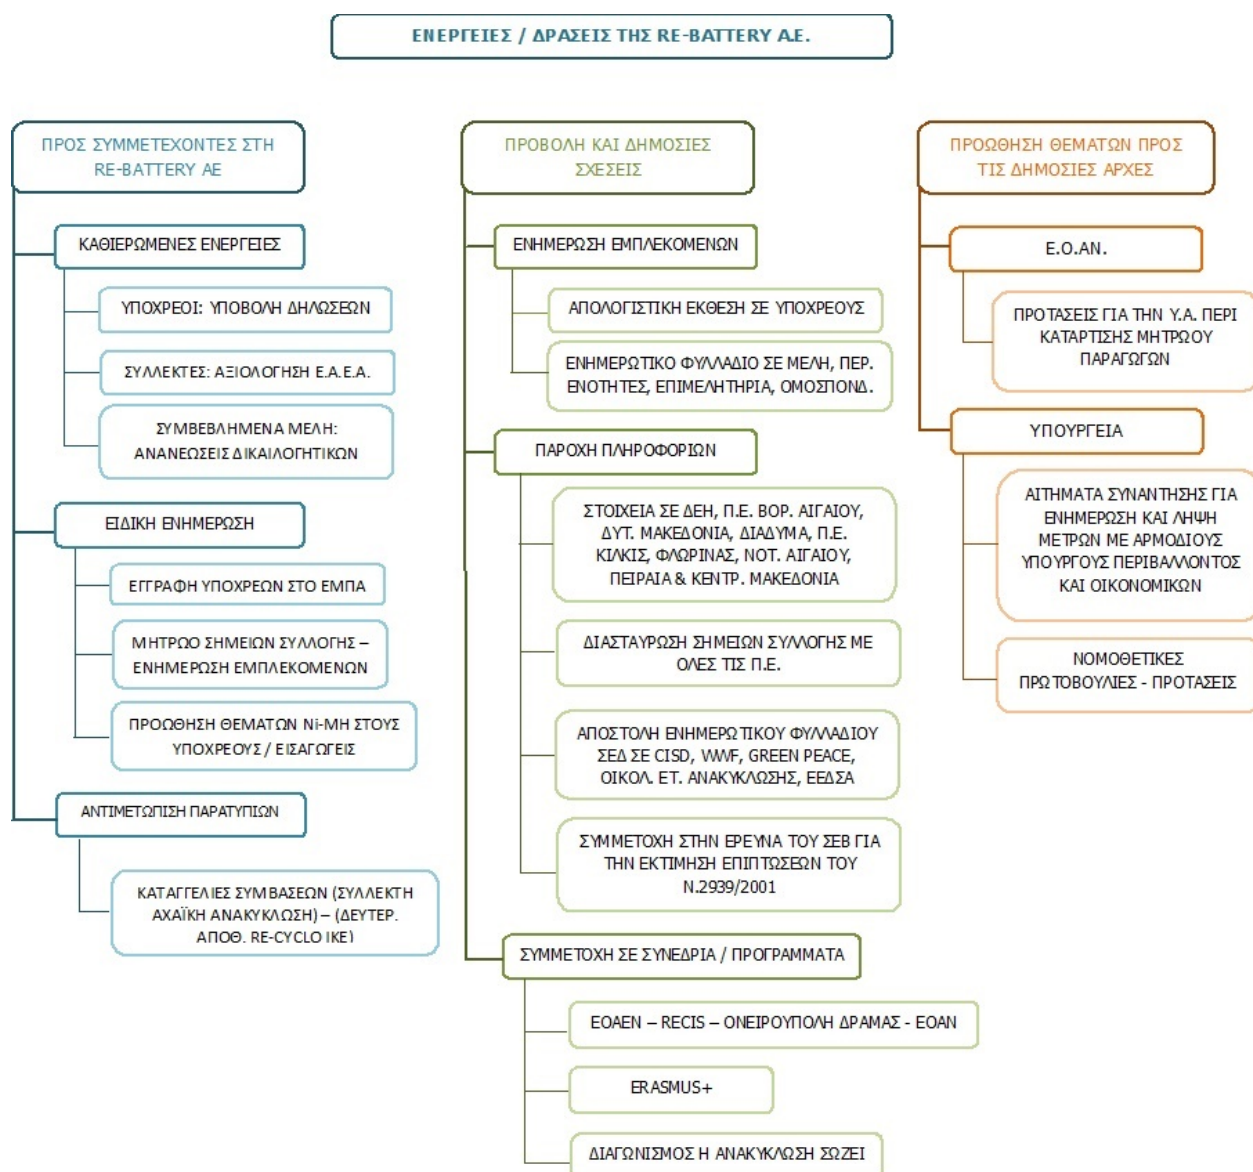 ΕΝΕΡΓΕΙΕΣ / ΔΡΑΣΕΙΣ ΤΗΣ RE-BATTERY Α.Ε.
ΠΡΟΣ ΣΥΜΜΕΤΕΧΟΝΤΕΣ ΣΤΗ
RE-BATTERY AE
ΚΑΘΙΕΡΩΜΕΝΕΣ ΕΝΕΡΓΕΙΕΣ
ΥΠΟΧΡΕΟΙ: ΥΠΟΒΟΛΗ ΔΗΛΩΣΕΩΝ
ΣΥΛΛΕΚΤΕΣ: ΑΞΙΟΛΟΓΗΣΗ Ε.Α.Ε.Α.
ΣΥΜΒΕΒΛΗΜΕΝΑ ΜΕΛΗ:
ΑΝΑΝΕΩΣΕΙΣ ΔΙΚΑΙΛΟΓΗΤΙΚΩΝ
ΕΙΔΙΚΗ ΕΝΗΜΕΡΩΣΗ
ΕΓΓΡΑΦΗ ΥΠΟΧΡΕΩΝ ΣΤΟ ΕΜΠΑ
ΜΗΤΡΩΟ ΣΗΜΕΙΩΝ ΣΥΛΛΟΓΗΣ –
ΕΝΗΜΕΡΩΣΗ ΕΜΠΛΕΚΟΜΕΝΩΝ
ΠΡΟΩΘΗΣΗ ΘΕΜΑΤΩΝ Ni-MH ΣΤΟΥΣ
ΥΠΟΧΡΕΟΥΣ / ΕΙΣΑΓΩΓΕΙΣ
ΑΝΤΙΜΕΤΩΠΙΣΗ ΠΑΡΑΤΥΠΙΩΝ
ΚΑΤΑΓΓΕΛΙΕΣ ΣΥΜΒΑΣΕΩΝ (ΣΥΛΛΕΚΤΗ
ΑΧΑΪΚΗ ΑΝΑΚΥΚΛΩΣΗ) – (ΔΕΥΤΕΡ.
ΑΠΟΘ. RE-CYCLO ΙΚΕ)
ΠΡΟΒΟΛΗ ΚΑΙ ΔΗΜΟΣΙΕΣ
ΣΧΕΣΕΙΣ
ΕΝΗΜΕΡΩΣΗ ΕΜΠΛΕΚΟΜΕΝΩΝ
ΑΠΟΛΟΓΙΣΤΙΚΗ ΕΚΘΕΣΗ ΣΕ ΥΠΟΧΡΕΟΥΣ
ΕΝΗΜΕΡΩΤΙΚΟ ΦΥΛΛΑΔΙΟ ΣΕ ΜΕΛΗ, ΠΕΡ.
ΕΝΟΤΗΤΕΣ, ΕΠΙΜΕΛΗΤΗΡΙΑ, ΟΜΟΣΠΟΝΔ.
ΠΑΡΟΧΗ ΠΛΗΡΟΦΟΡΙΩΝ
ΣΤΟΙΧΕΙΑ ΣΕ ΔΕΗ, Π.Ε. ΒΟΡ. ΑΙΓΑΙΟΥ,
ΔΥΤ. ΜΑΚΕΔΟΝΙΑ, ΔΙΑΔΥΜΑ, Π.Ε.
ΚΙΛΚΙΣ, ΦΛΩΡΙΝΑΣ, ΝΟΤ. ΑΙΓΑΙΟΥ,
ΠΕΙΡΑΙΑ & ΚΕΝΤΡ. ΜΑΚΕΔΟΝΙΑ
ΔΙΑΣΤΑΥΡΩΣΗ ΣΗΜΕΙΩΝ ΣΥΛΛΟΓΗΣ ΜΕ
ΟΛΕΣ ΤΙΣ Π.Ε.
ΑΠΟΣΤΟΛΗ ΕΝΗΜΕΡΩΤΙΚΟΥ ΦΥΛΛΑΔΙΟΥ
ΣΕΔ ΣΕ CISD, WWF, GREEN PEACE,
ΟΙΚΟΛ. ΕΤ. ΑΝΑΚΥΚΛΩΣΗΣ, ΕΕΔΣΑ
ΣΥΜΜΕΤΟΧΗ ΣΤΗΝ ΕΡΕΥΝΑ ΤΟΥ ΣΕΒ ΓΙΑ
ΤΗΝ ΕΚΤΙΜΗΣΗ ΕΠΙΠΤΩΣΕΩΝ ΤΟΥ
Ν.2939/2001
ΣΥΜΜΕΤΟΧΗ ΣΕ ΣΥΝΕΔΡΙΑ / ΠΡΟΓΡΑΜΜΑΤΑ
ΕΟΑΕΝ – RECIS – ΟΝΕΙΡΟΥΠΟΛΗ ΔΡΑΜΑΣ - ΕΟΑΝ
ERASMUS+
ΔΙΑΓΩΝΙΣΜΟΣ Η ΑΝΑΚΥΚΛΩΣΗ ΣΩΖΕΙ
ΠΡΟΩΘΗΣΗ ΘΕΜΑΤΩΝ ΠΡΟΣ
ΤΙΣ ΔΗΜΟΣΙΕΣ ΑΡΧΕΣ
Ε.Ο.ΑΝ.
ΠΡΟΤΑΣΕΙΣ ΓΙΑ ΤΗΝ Υ.Α. ΠΕΡΙ
ΚΑΤΑΡΤΙΣΗΣ ΜΗΤΡΩΟΥ
ΠΑΡΑΓΩΓΩΝ
ΥΠΟΥΡΓΕΙΑ
ΑΙΤΗΜΑΤΑ ΣΥΝΑΝΤΗΣΗΣ ΓΙΑ
ΕΝΗΜΕΡΩΣΗ ΚΑΙ ΛΗΨΗ
ΜΕΤΡΩΝ ΜΕ ΑΡΜΟΔΙΟΥΣ
ΥΠΟΥΡΓΟΥΣ ΠΕΡΙΒΑΛΛΟΝΤΟΣ
ΚΑΙ ΟΙΚΟΝΟΜΙΚΩΝ
ΝΟΜΟΘΕΤΙΚΕΣ
ΠΡΩΤΟΒΟΥΛΙΕΣ - ΠΡΟΤΑΣΕΙΣ